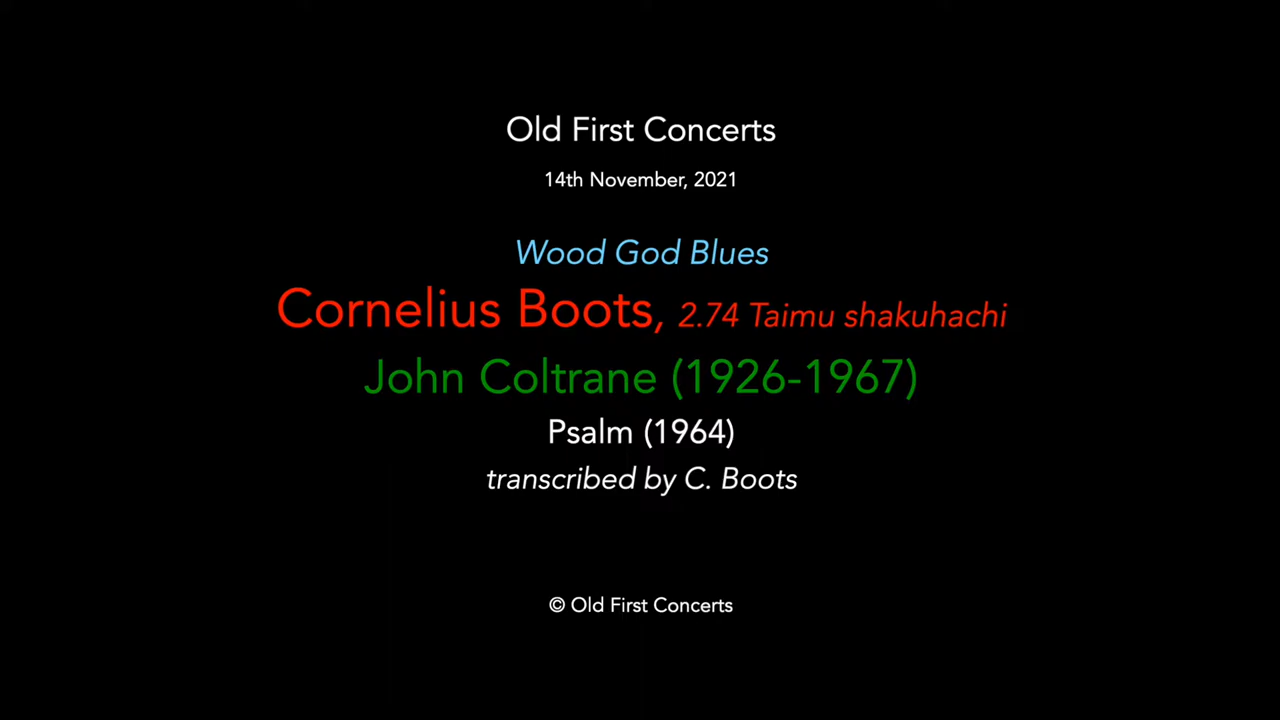 Old First Concerts
14th November, 2021
Wood God Blues
Cornelius Boots, 2.74 Taimu shakuhachi
John Coltrane (1926-1967)
Psalm (1964)
transcribed by C. Boots
© Old First Concerts